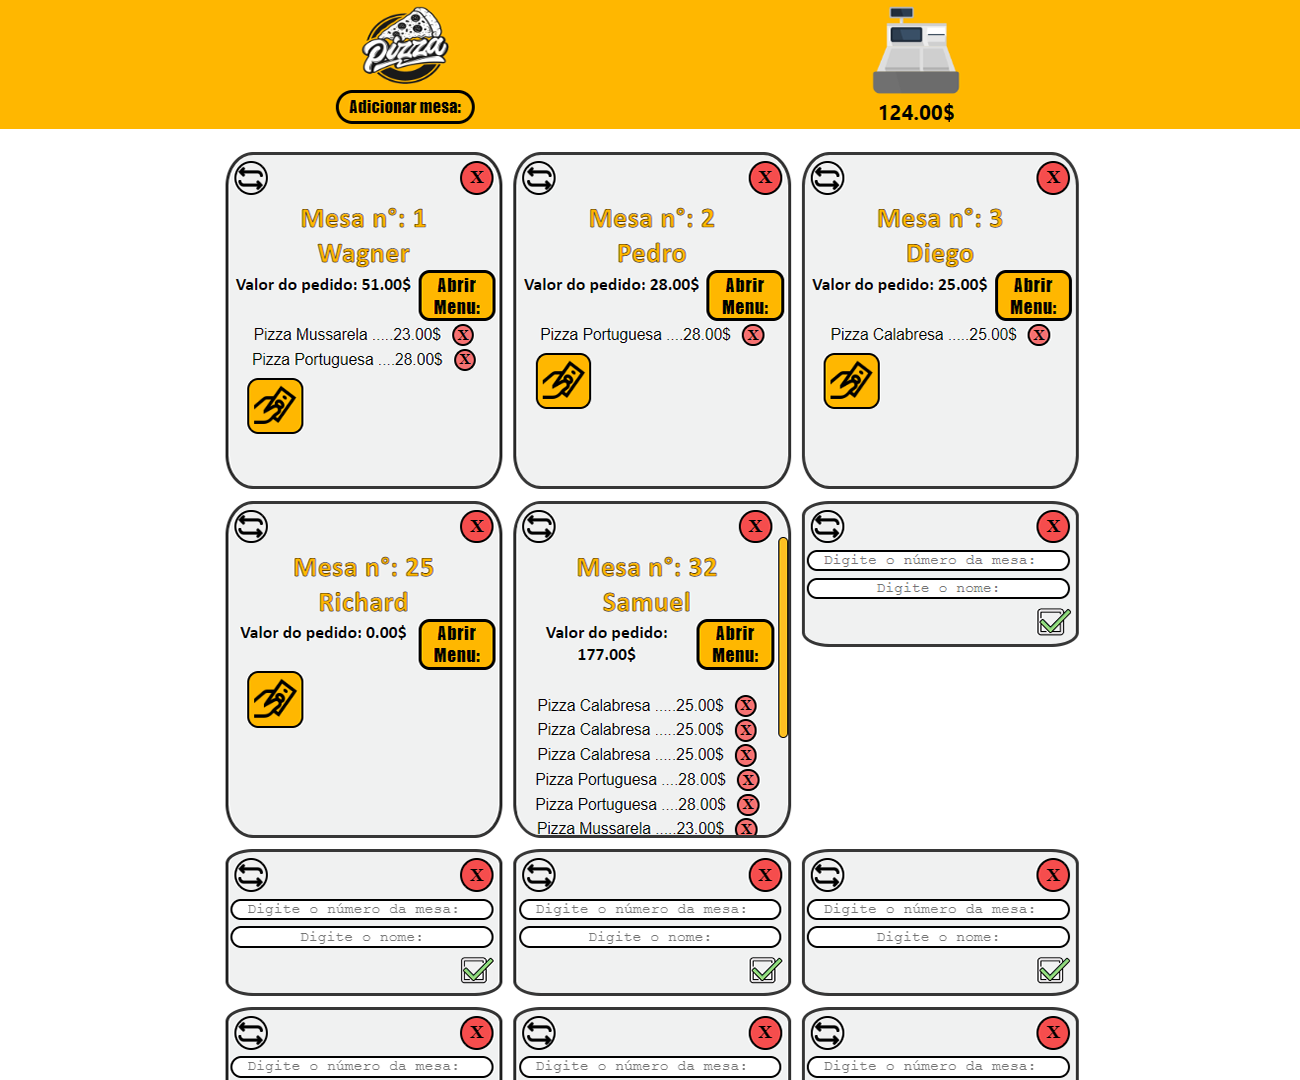 Pizza
Adicionar mesa:
124.00$
X
Mesa n°: 1
Wagner
Valor do pedido: 51.00$
Abrir
Menu:
Pizza Mussarela .....23.00$ X
Pizza Portuguesa ....28.00$ X
X
Mesa n°: 2
Pedro
Valor do pedido: 28.00$
Abrir
Menu:
Pizza Portuguesa ....28.00$ X
X
Mesa n°: 3
Diego
Valor do pedido: 25.00$
Abrir
Menu:
Pizza Calabresa .....25.00$ X
X
Mesa n°: 25
Richard
Valor do pedido: 0.00$
Abrir
Menu:
X
Mesa n°: 32
Samuel
Valor do pedido:
177.00$
Abrir
Menu:
Pizza Calabresa .....25.00$ X
Pizza Calabresa .....25.00$ X
Pizza Calabresa .....25.00$ X
Pizza Portuguesa ....28.00$ X
Pizza Portuguesa ....28.00$ X
Pizza Mussarela .....23.00$ X
X
Digite o número da mesa:
Digite o nome:
X
Digite o número da mesa:
Digite o nome:
X
Digite o número da mesa:
Digite o nome:
X
Digite o número da mesa:
Digite o nome:
X
Digite o número da mesa:
X
Digite o número da mesa:
X
Digite o número da mesa: